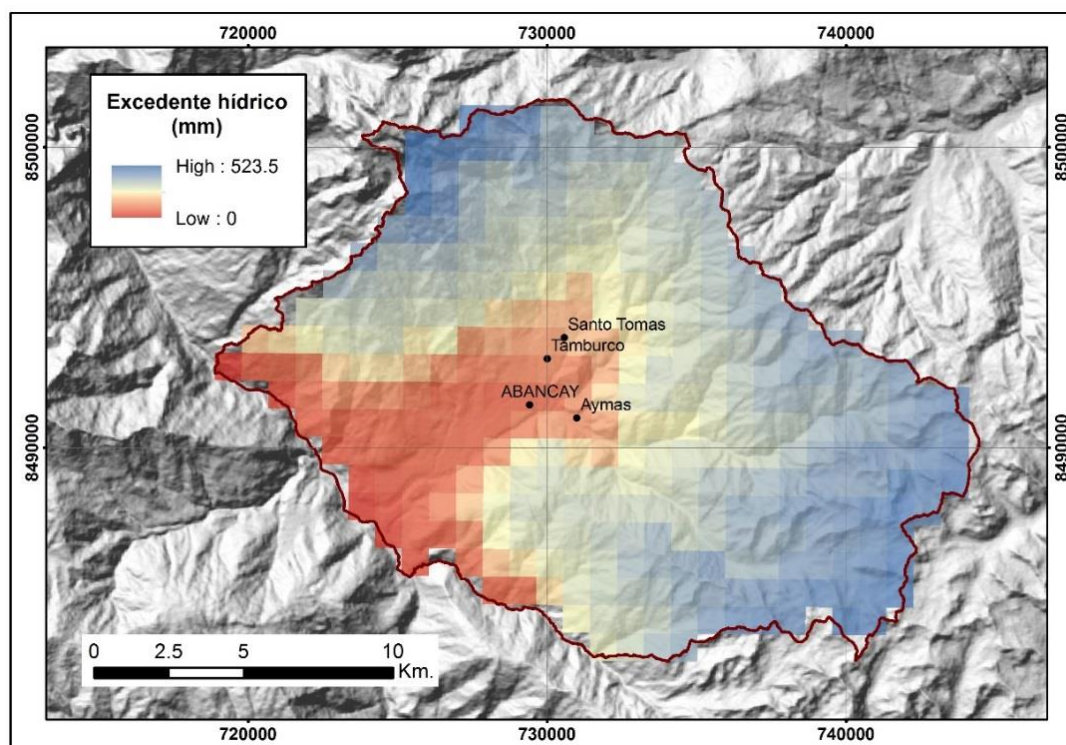 720000
730000
740000
Excedente hídrico
(mm)
High : 523.5
Low : 0
8500000
8500000
Santo Tomas
Tamburco
ABANCAY
Aymas
8490000
8490000
0
2.5
5
10
Km.
720000
730000
740000